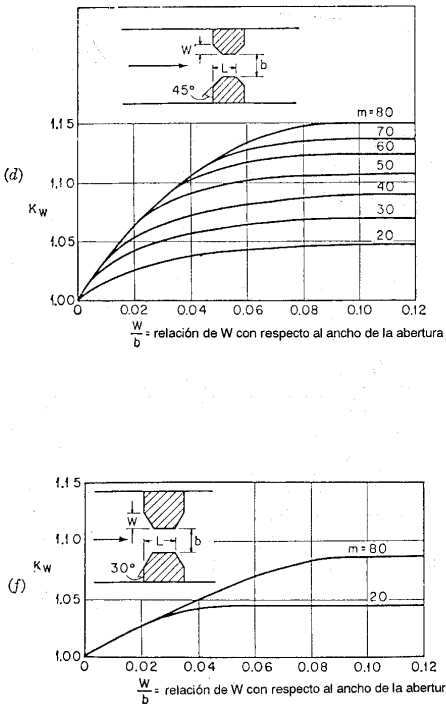 W
L
b
45°
m=80
1.15
70
60
(d)
50
1.10
40
K_W
30
1.05
20
1.00
0 0.02 0.04 0.06 0.08 0.10 0.12
W/b = relación de W con respecto al ancho de la abertura
1.15
W
L
b
1.10
30°
m=80
(f)
K_W
20
1.05
1.00
0 0.02 0.04 0.06 0.08 0.10 0.12
W/b = relación de W con respecto al ancho de la abertur